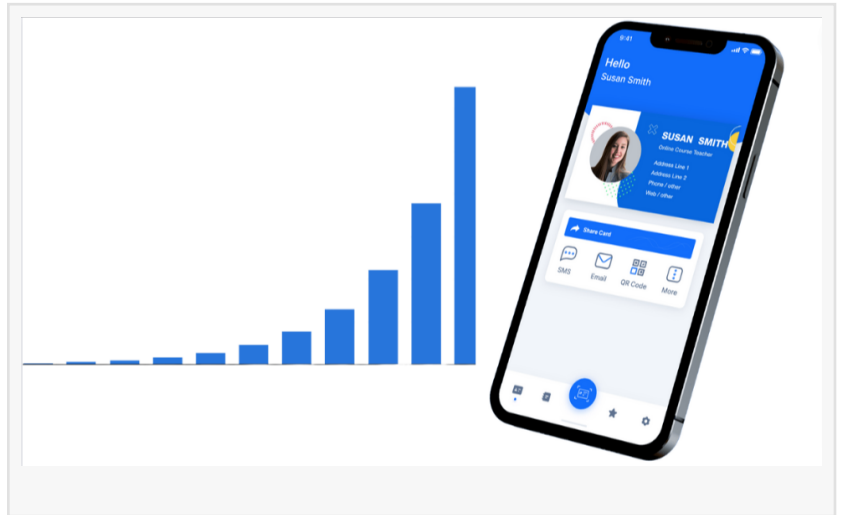 9:41
Hello
Susan Smith
SUSAN SMITH
Online Course Teacher
Address Line 1
Address Line 2
Phone / other
Web / other
Share Card
SMS
Email
QR Code
More